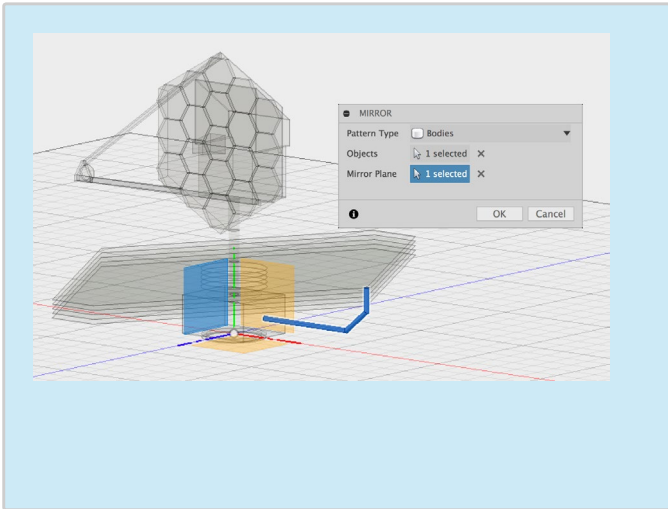 MIRROR
Pattern Type Bodies
Objects 1 selected
Mirror Plane 1 selected
OK Cancel